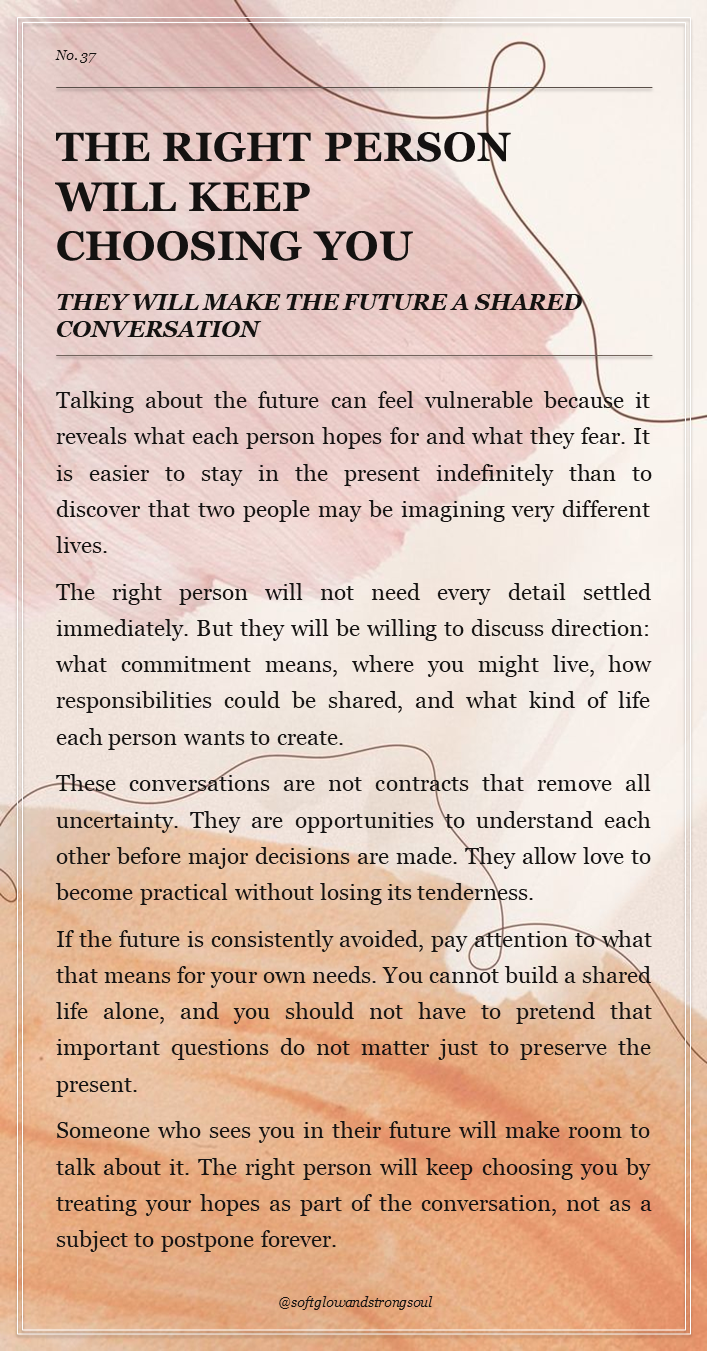 No. 37
THE RIGHT PERSON
WILL KEEP
CHOOSING YOU
THEY WILL MAKE THE FUTURE A SHARED
CONVERSATION
Talking about the future can feel vulnerable because it
reveals what each person hopes for and what they fear. It
is easier to stay in the present indefinitely than to
discover that two people may be imagining very different
lives.
The right person will not need every detail settled
immediately. But they will be willing to discuss direction:
what commitment means, where you might live, how
responsibilities could be shared, and what kind of life
each person wants to create.
These conversations are not contracts that remove all
uncertainty. They are opportunities to understand each
other before major decisions are made. They allow love to
become practical without losing its tenderness.
If the future is consistently avoided, pay attention to what
that means for your own needs. You cannot build a shared
life alone, and you should not have to pretend that
important questions do not matter just to preserve the
present.
Someone who sees you in their future will make room to
talk about it. The right person will keep choosing you by
treating your hopes as part of the conversation, not as a
subject to postpone forever.
@softglowandstrongsoul